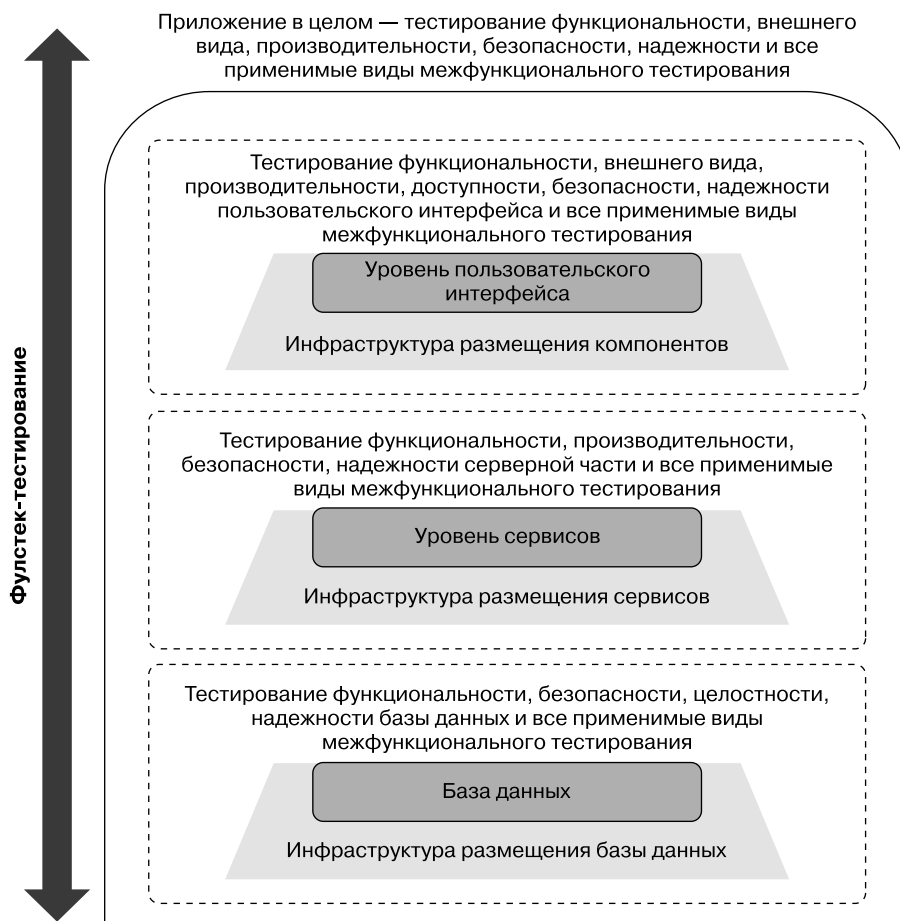 Приложение в целом — тестирование функциональности, внешнего
вида, производительности, безопасности, надежности и все
применимые виды межфункционального тестирования
Фулстек-тестирование
Тестирование функциональности, внешнего вида,
производительности, доступности, безопасности, надежности
пользовательского интерфейса и все применимые виды
межфункционального тестирования
Уровень пользовательского
интерфейса
Инфраструктура размещения компонентов
Тестирование функциональности, производительности,
безопасности, надежности серверной части и все применимые
виды межфункционального тестирования
Уровень сервисов
Инфраструктура размещения сервисов
Тестирование функциональности, безопасности, целостности,
надежности базы данных и все применимые виды
межфункционального тестирования
База данных
Инфраструктура размещения базы данных